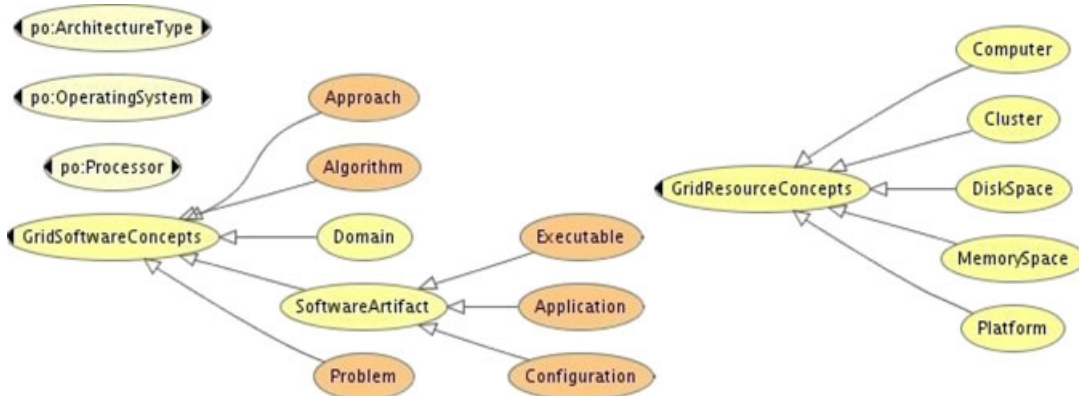 po:ArchitectureType
po:OperatingSystem
po:Processor
GridSoftwareConcepts
Approach
Algorithm
Domain
SoftwareArtifact
Problem
Executable
Application
Configuration
GridResourceConcepts
Computer
Cluster
DiskSpace
MemorySpace
Platform